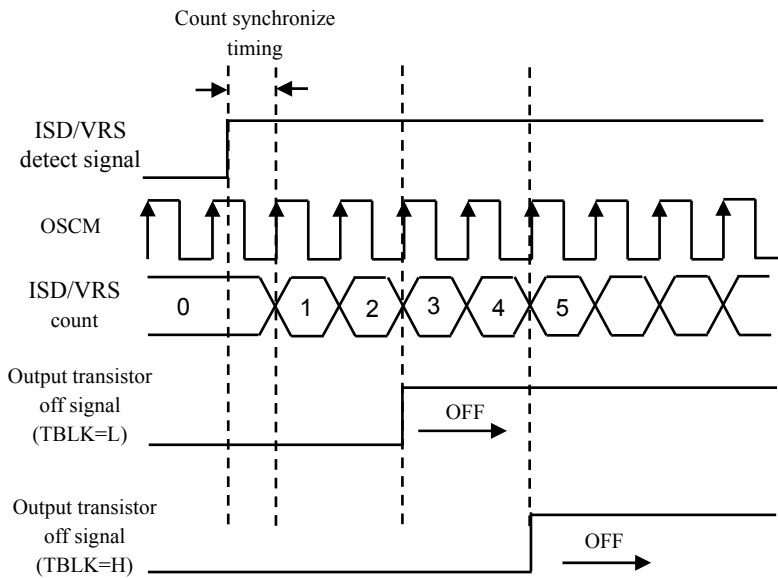 Count synchronize
timing
ISD/VRS
detect signal
OSCM
ISD/VRS
count
0 1 2 3 4 5
Output transistor
off signal
(TBLK=L)
OFF
Output transistor
off signal
(TBLK=H)
OFF